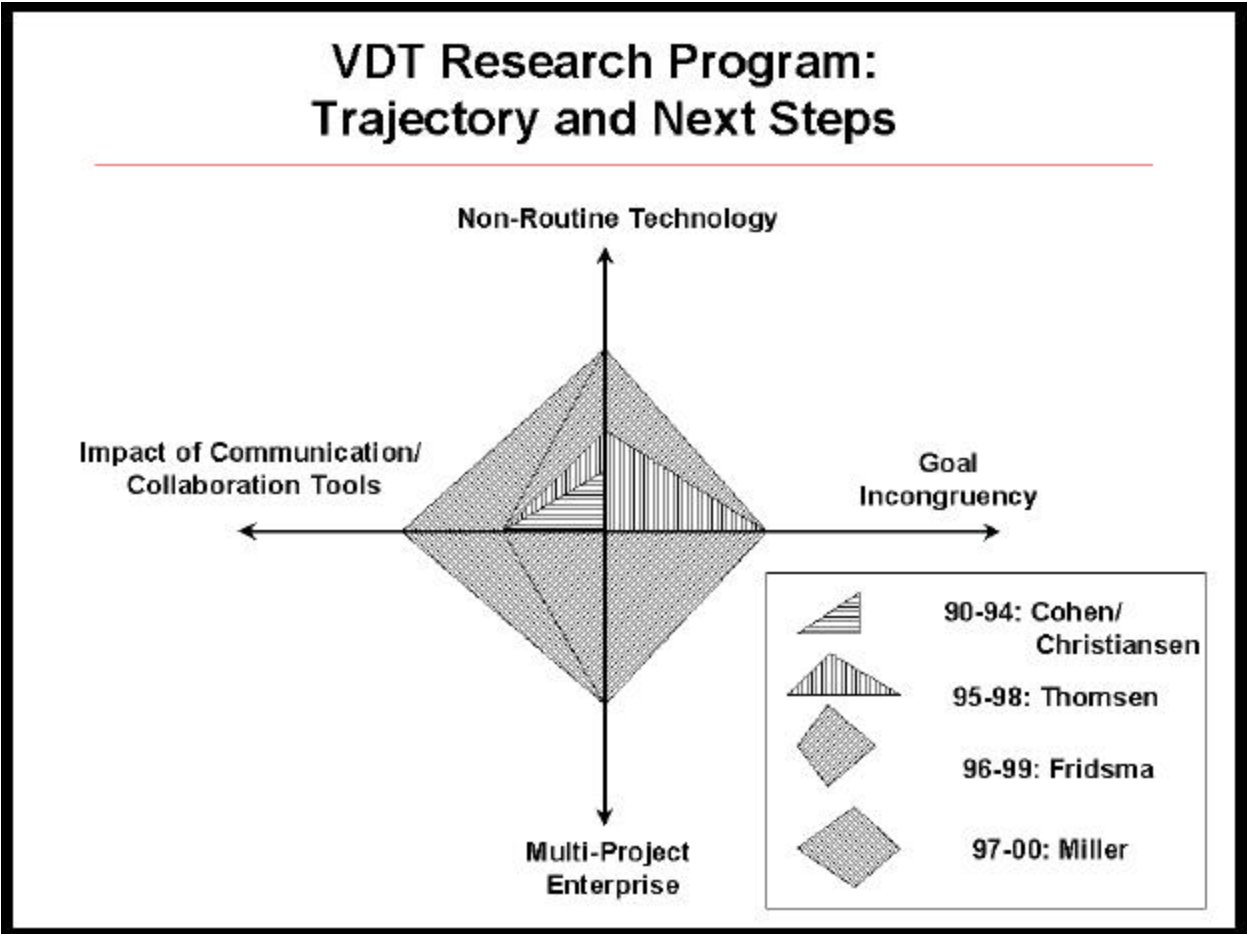 VDT Research Program:
Trajectory and Next Steps
Non-Routine Technology
Impact of Communication/
Collaboration Tools
Goal
Incongruency
Multi-Project
Enterprise
90-94: Cohen/
Christiansen
95-98: Thomsen
96-99: Fridsma
97-00: Miller